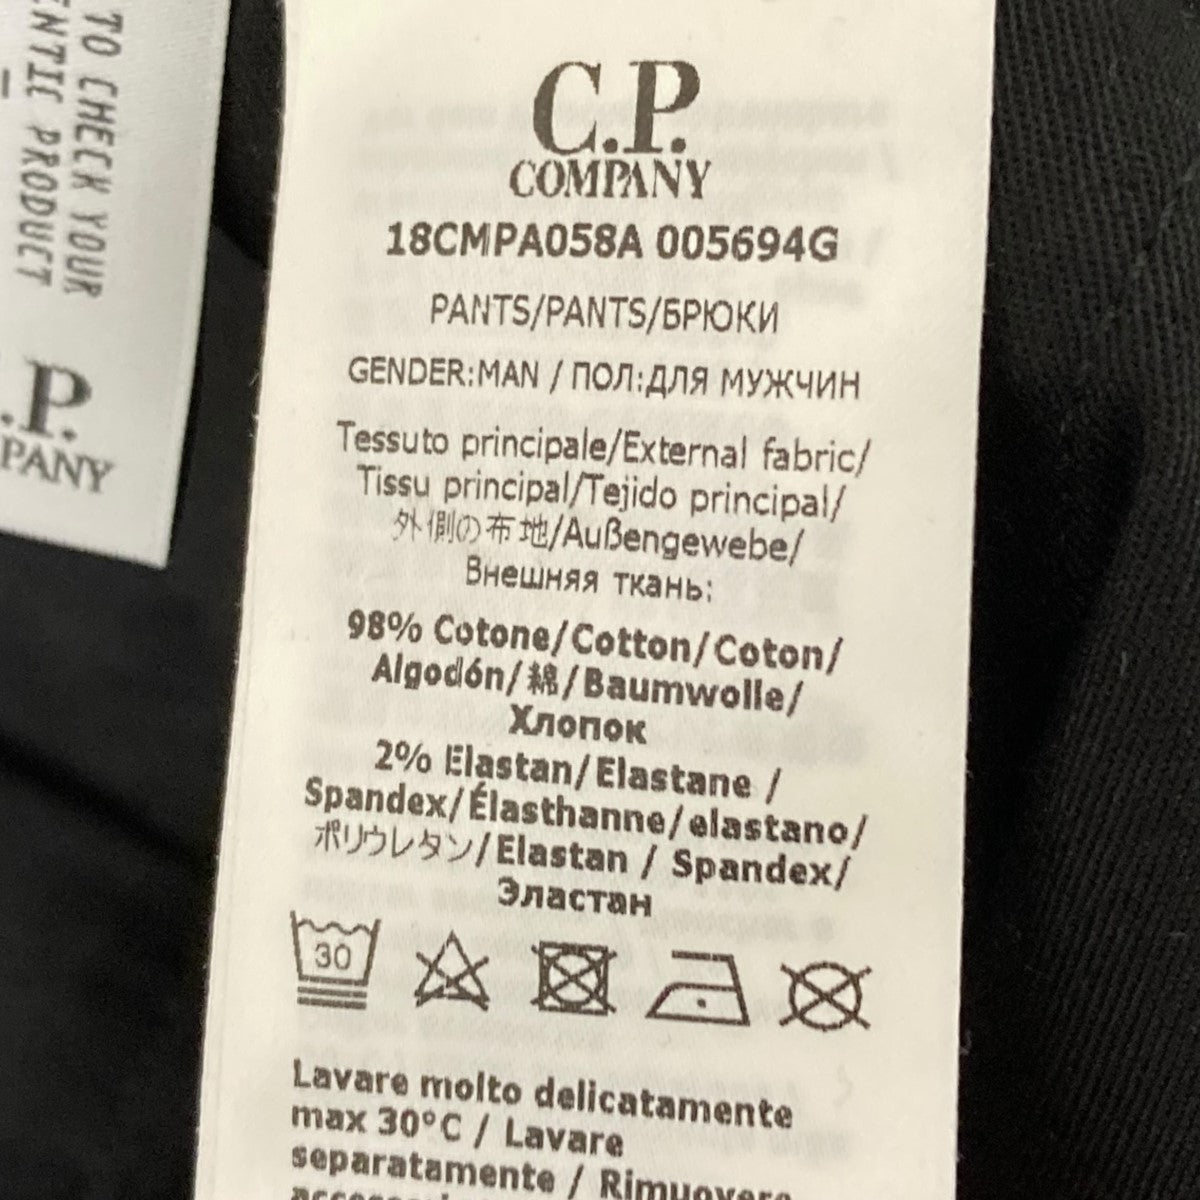 TO CHECK YOUR
PRODUCT
.P.
PANY
C.P.
COMPANY
18CMPA058A 005694G
PANTS/PANTS/БРЮКИ
GENDER:MAN / ПОЛ:ДЛЯ МУЖЧИН
Tessuto principale/External fabric/
Tissu principal/Tejido principal/
外側の布地/Außengewebe/
Внешняя ткань:
98% Cotone/Cotton/Coton/
Algodón/綿/Baumwolle/
Хлопок
2% Elastan/Elastane /
Spandex/Élasthanne/elastano/
ポリウレタン/Elastan / Spandex/
Эластан
30
Lavare molto delicatamente
max 30°C / Lavare
separatamente / Rimuovere